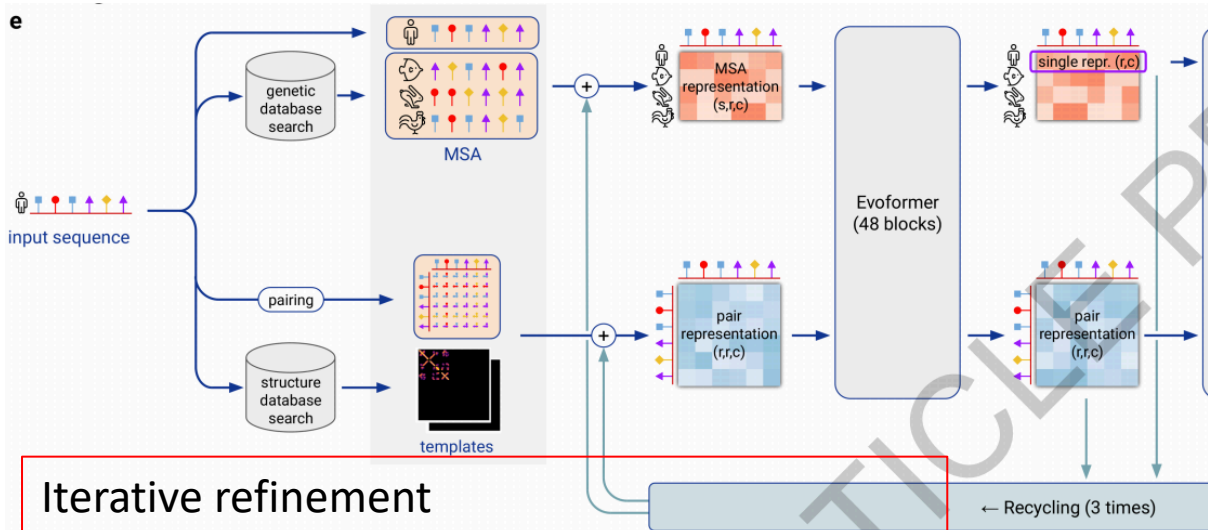 e
input sequence
genetic
database
search
pairing
structure
database
search
MSA
templates
+
+
MSA
representation
(s,r,c)
pair
representation
(r,r,c)
Evoformer
(48 blocks)
single repr. (r,c)
pair
representation
(r,r,c)
← Recycling (3 times)
Iterative refinement